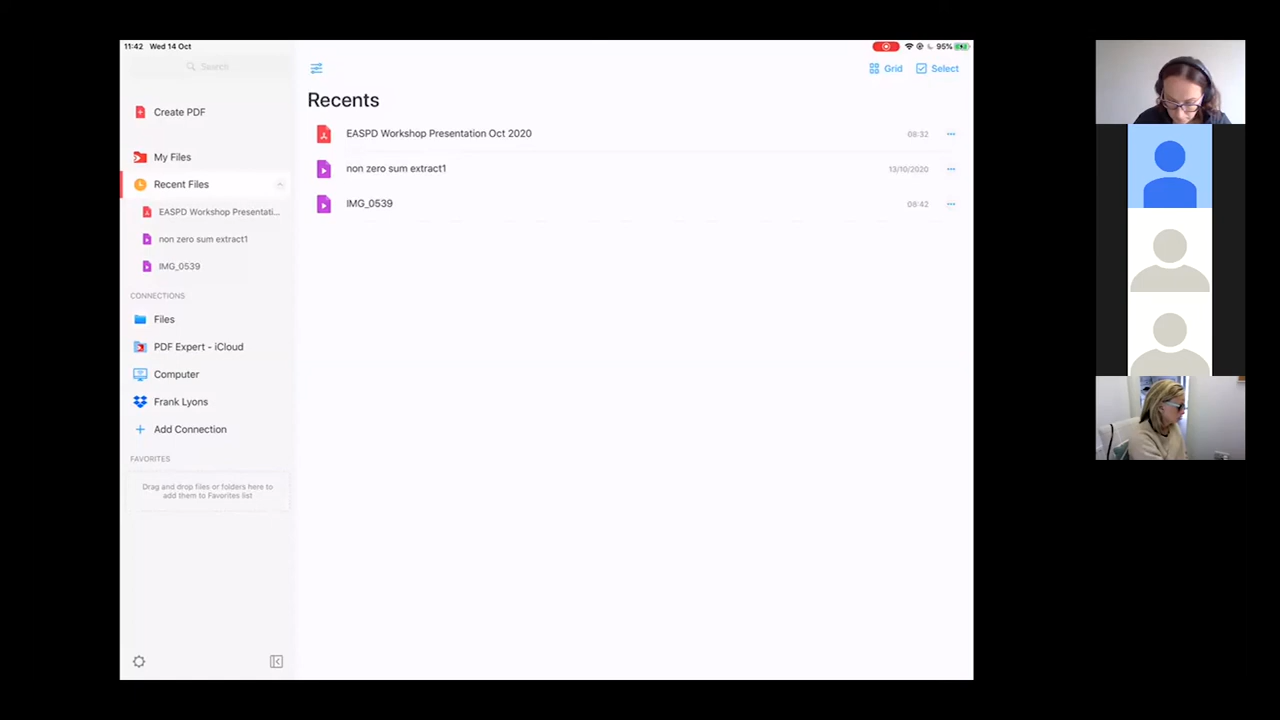 11:42 Wed 14 Oct
95%
Search
Create PDF
My Files
Recent Files
EASPD Workshop Presentati...
non zero sum extract1
IMG_0539
CONNECTIONS
Files
PDF Expert - iCloud
Computer
Frank Lyons
Add Connection
FAVORITES
Drag and drop files or folders here to
add them to Favorites list
Grid Select
Recents
EASPD Workshop Presentation Oct 2020 08:32
non zero sum extract1 13/10/2020
IMG_0539 08:42